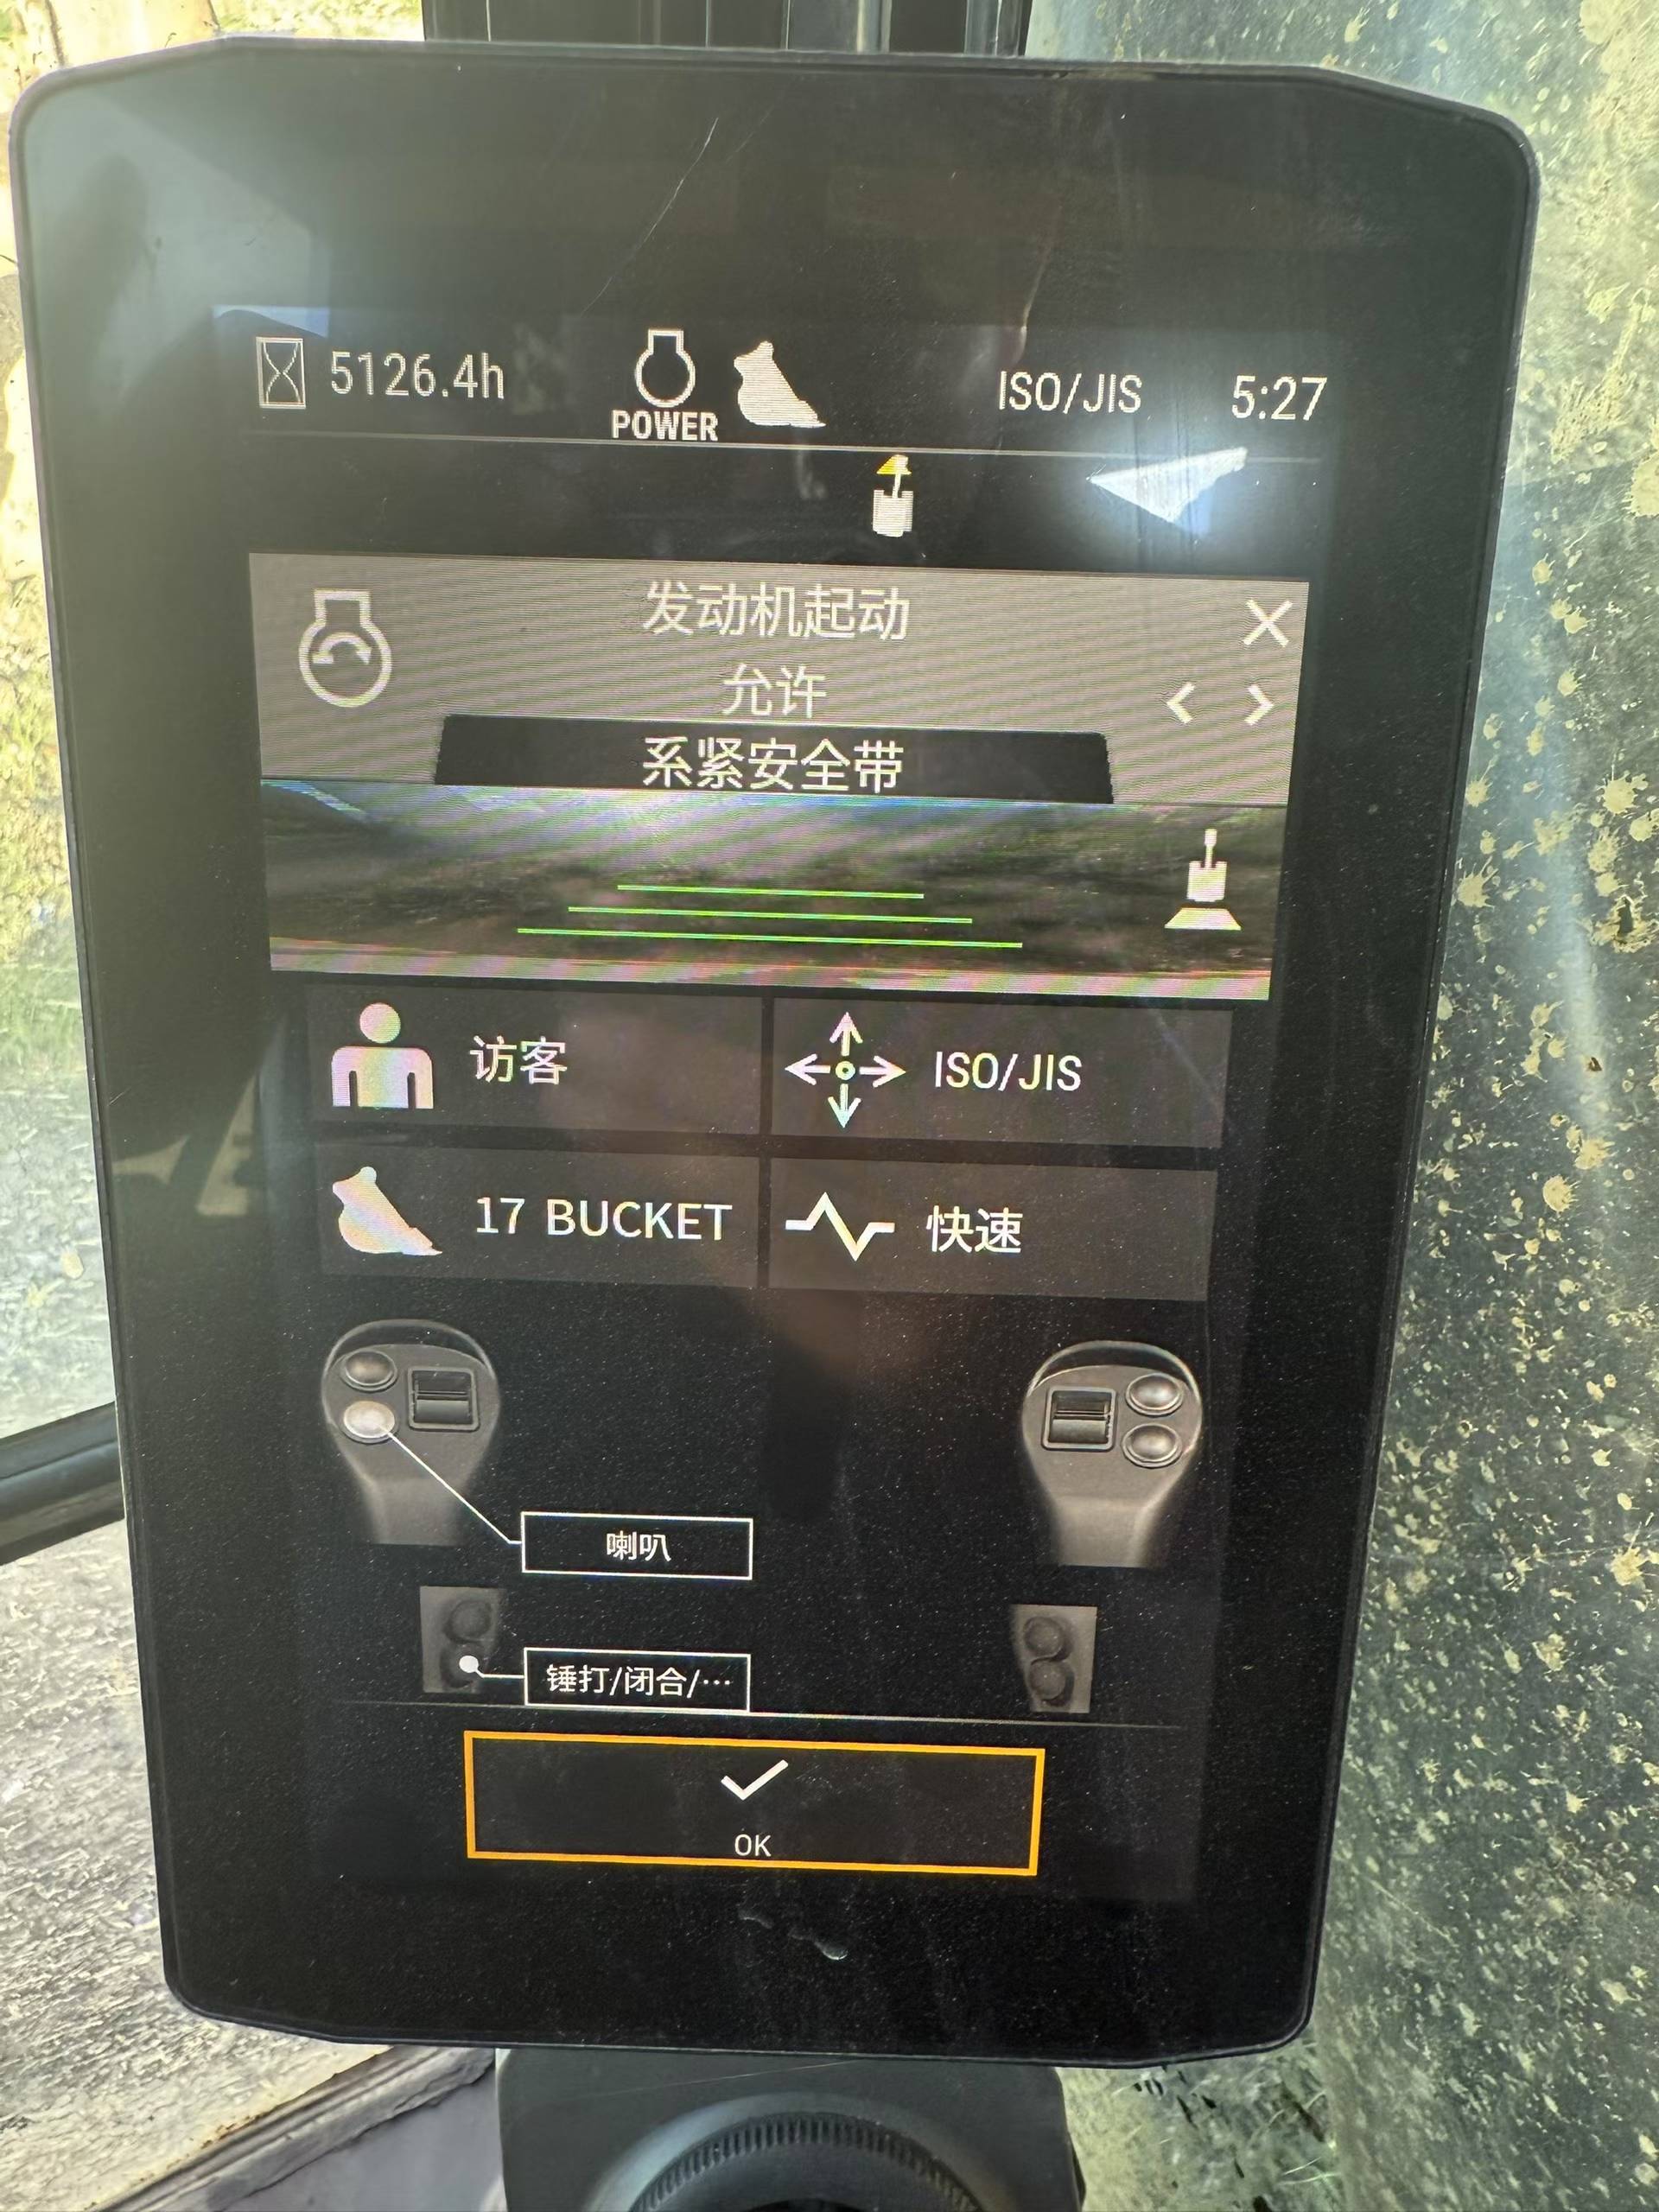 5126.4h
POWER
ISO/JIS
5:27
发动机起动
允许
系紧安全带
访客
ISO/JIS
17 BUCKET
快速
喇叭
锤打/闭合/…
OK